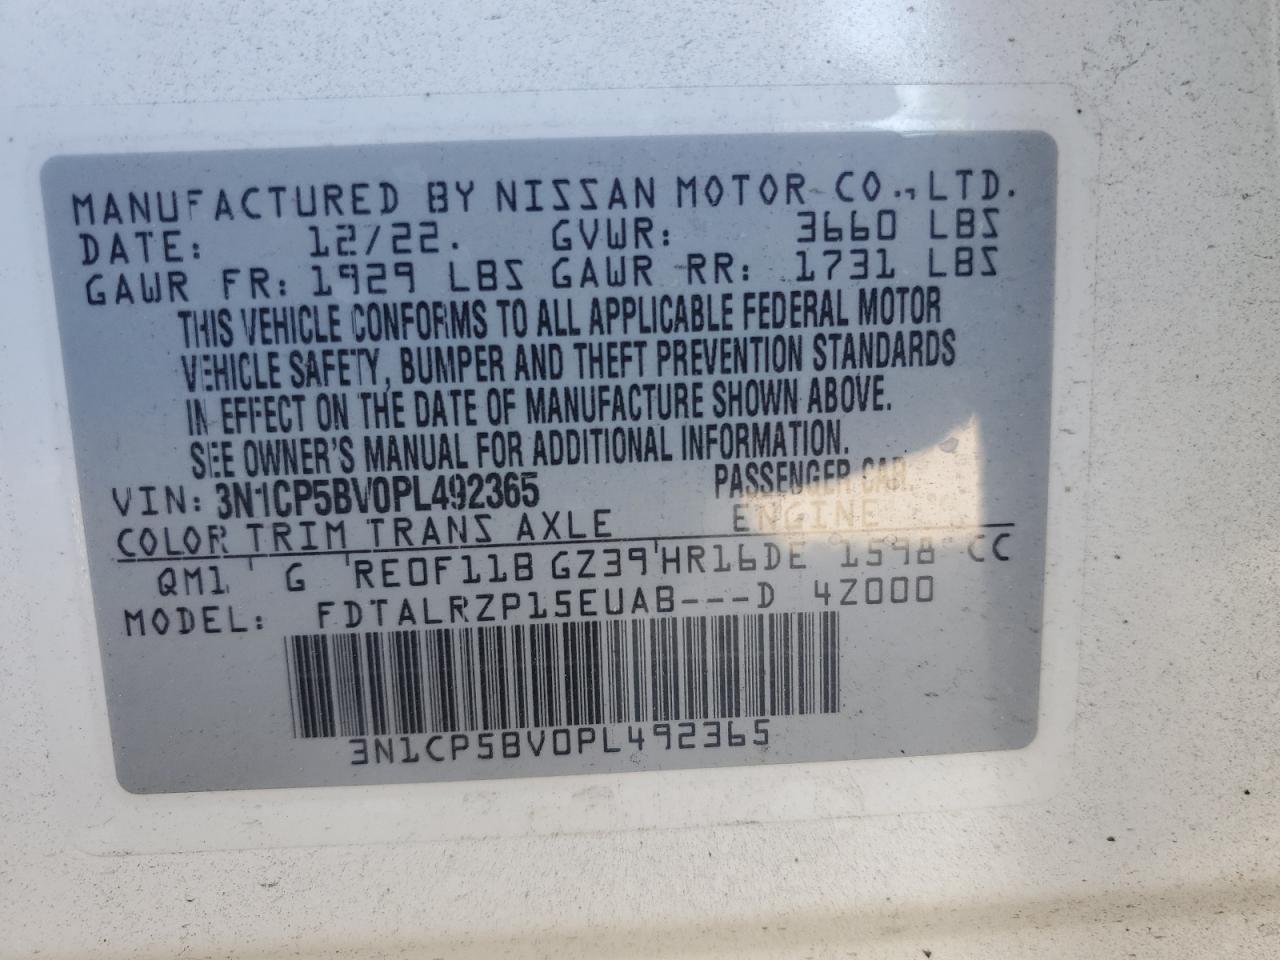 MANUFACTURED BY NISSAN MOTOR CO., LTD.
DATE: 12/22. GVWR: 3660 LBS
GAWR FR: 1929 LBS GAWR RR: 1731 LBS
THIS VEHICLE CONFORMS TO ALL APPLICABLE FEDERAL MOTOR
VEHICLE SAFETY, BUMPER AND THEFT PREVENTION STANDARDS
IN EFFECT ON THE DATE OF MANUFACTURE SHOWN ABOVE.
SEE OWNER'S MANUAL FOR ADDITIONAL INFORMATION.
VIN: 3N1CP5BV0PL492365 PASSENGER CAR.
COLOR TRIM TRANS AXLE ENGINE
QM1 G RE0F11B GZ39 HR16DE 1598 CC
MODEL: FDTALRZP15EUAB---D 4Z000
3N1CP5BV0PL492365